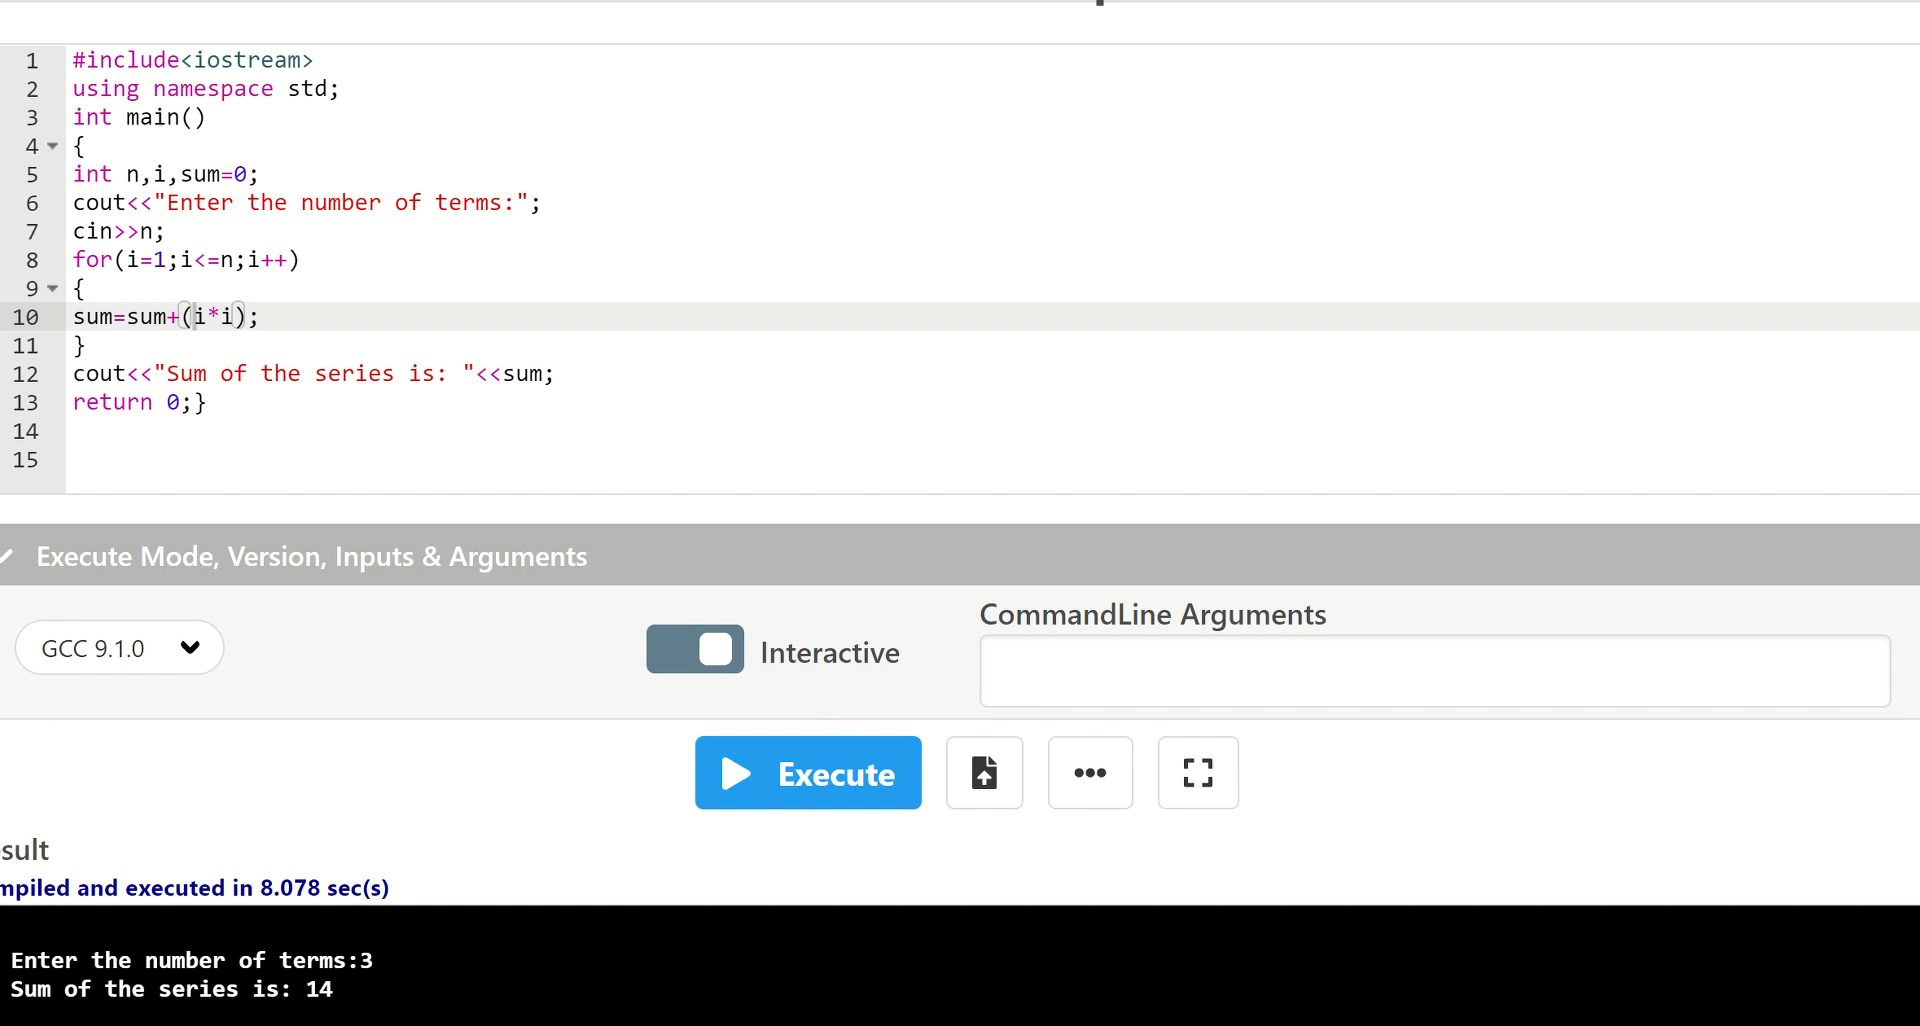 1 #include<iostream>
2 using namespace std;
3 int main()
4 {
5 int n,i,sum=0;
6 cout<<"Enter the number of terms:";
7 cin>>n;
8 for(i=1;i<=n;i++)
9 {
10 sum=sum+(i*i);
11 }
12 cout<<"Sum of the series is: "<<sum;
13 return 0;}
14
15
Execute Mode, Version, Inputs & Arguments
CommandLine Arguments
GCC 9.1.0 Interactive
Execute
sult
mpiled and executed in 8.078 sec(s)
Enter the number of terms:3
Sum of the series is: 14